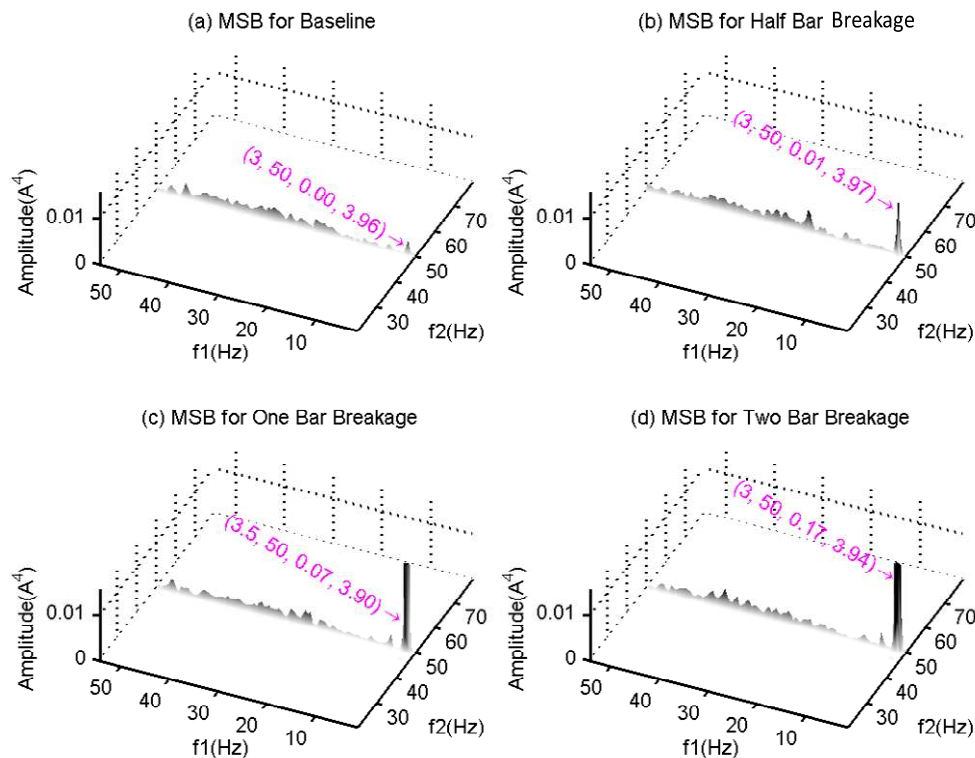 (a) MSB for Baseline
(3, 50, 0.00, 3.96)→
Amplitude(A^4)
0.01
0
50
40
30
20
10
f1(Hz)
30
40
50
60
70
f2(Hz)
(b) MSB for Half Bar Breakage
(3, 50, 0.01, 3.97)→
Amplitude(A^4)
0.01
0
50
40
30
20
10
f1(Hz)
30
40
50
60
70
f2(Hz)
(c) MSB for One Bar Breakage
(3.5, 50, 0.07, 3.90)→
Amplitude(A^4)
0.01
0
50
40
30
20
10
f1(Hz)
30
40
50
60
70
f2(Hz)
(d) MSB for Two Bar Breakage
(3, 50, 0.17, 3.94)→
Amplitude(A^4)
0.01
0
50
40
30
20
10
f1(Hz)
30
40
50
60
70
f2(Hz)